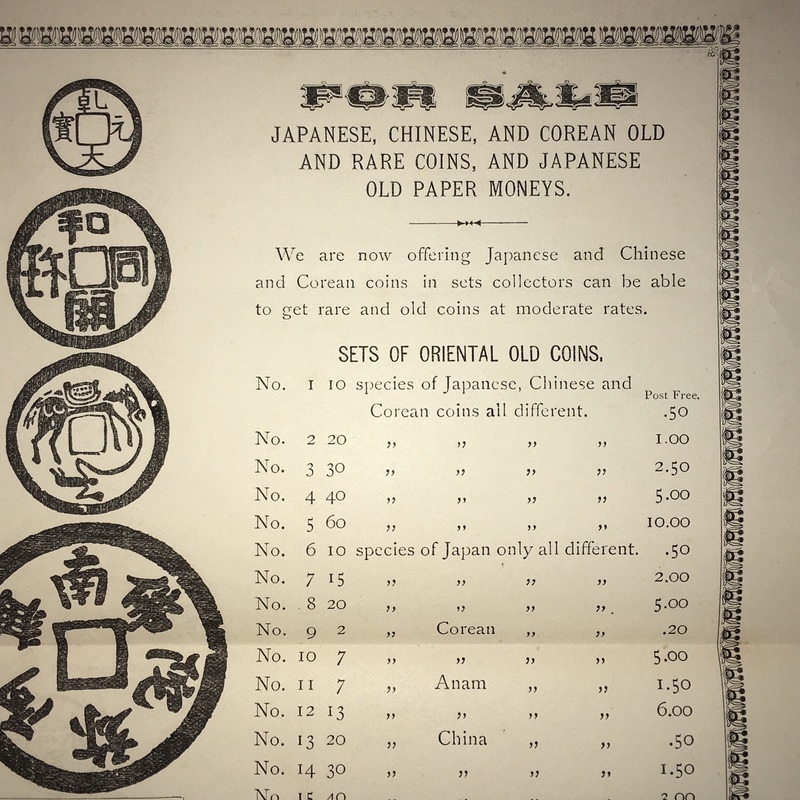 乾
元
大
寳
和
同
開
珎
南
FOR SALE
JAPANESE, CHINESE, AND COREAN OLD
AND RARE COINS, AND JAPANESE
OLD PAPER MONEYS.
We are now offering Japanese and Chinese
and Corean coins in sets collectors can be able
to get rare and old coins at moderate rates.
SETS OF ORIENTAL OLD COINS.
No. 1 10 species of Japanese, Chinese and Post Free.
Corean coins all different. .50
No. 2 20 ,, ,, ,, ,, 1.00
No. 3 30 ,, ,, ,, ,, 2.50
No. 4 40 ,, ,, ,, ,, 5.00
No. 5 60 ,, ,, ,, ,, 10.00
No. 6 10 species of Japan only all different. .50
No. 7 15 ,, ,, ,, ,, 2.00
No. 8 20 ,, ,, ,, ,, 5.00
No. 9 2 ,, Corean ,, ,, .20
No. 10 7 ,, ,, ,, ,, 5.00
No. 11 7 ,, Anam ,, ,, 1.50
No. 12 13 ,, ,, ,, ,, 6.00
No. 13 20 ,, China ,, ,, .50
No. 14 30 ,, ,, ,, ,, 1.50
No. 15 40 3.00